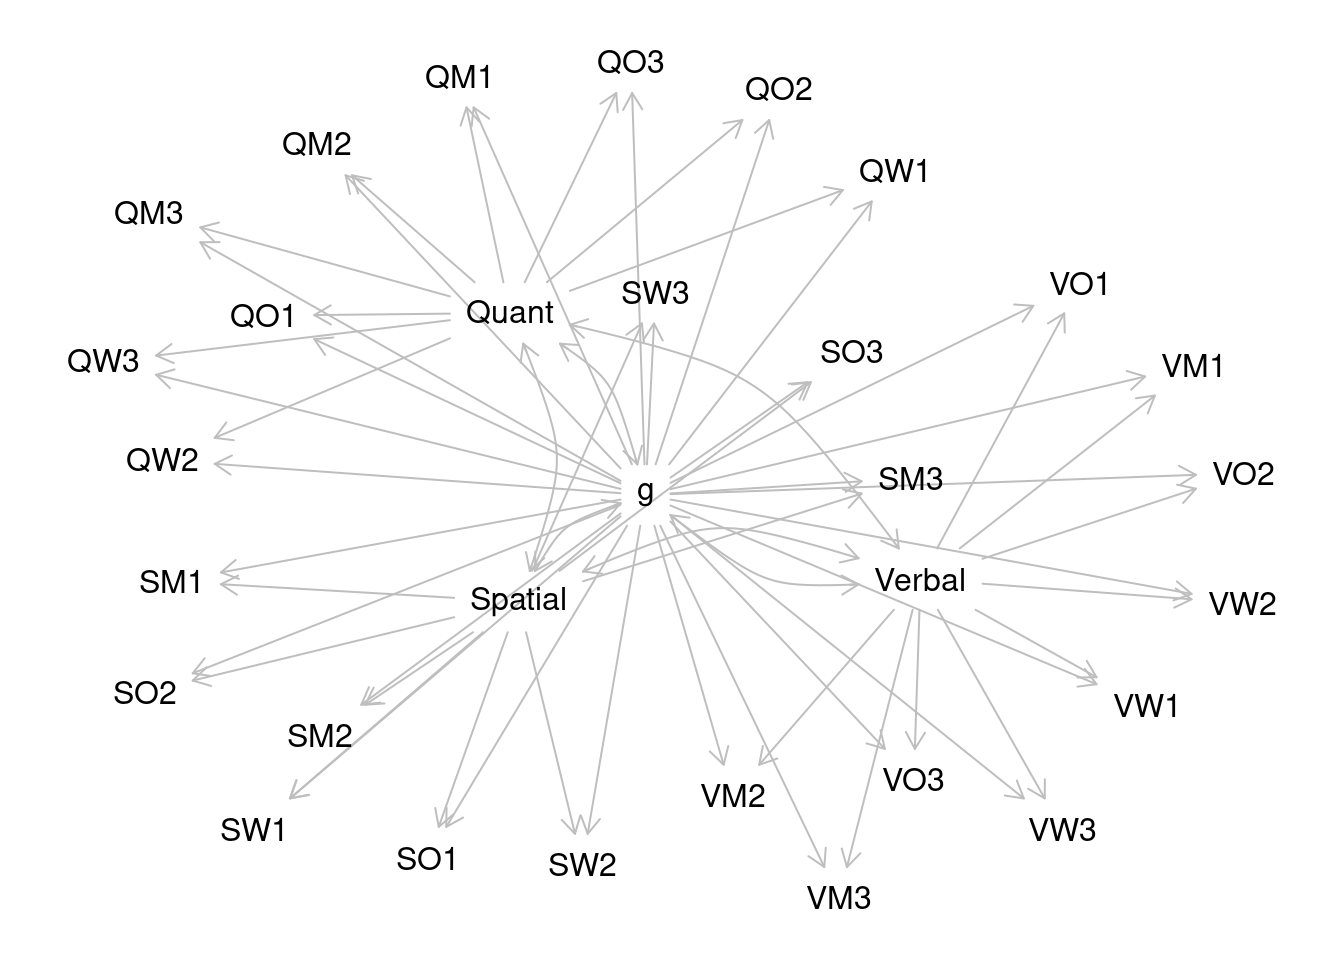 QO3
QM1
QO2
QM2
QW1
QM3
VO1
SW3
Quant
QO1
SO3
QW3
VM1
QW2
VO2
SM3
g
Verbal
SM1
Spatial
VW2
SO2
VW1
SM2
VO3
VM2
SW1
VW3
SO1
SW2
VM3